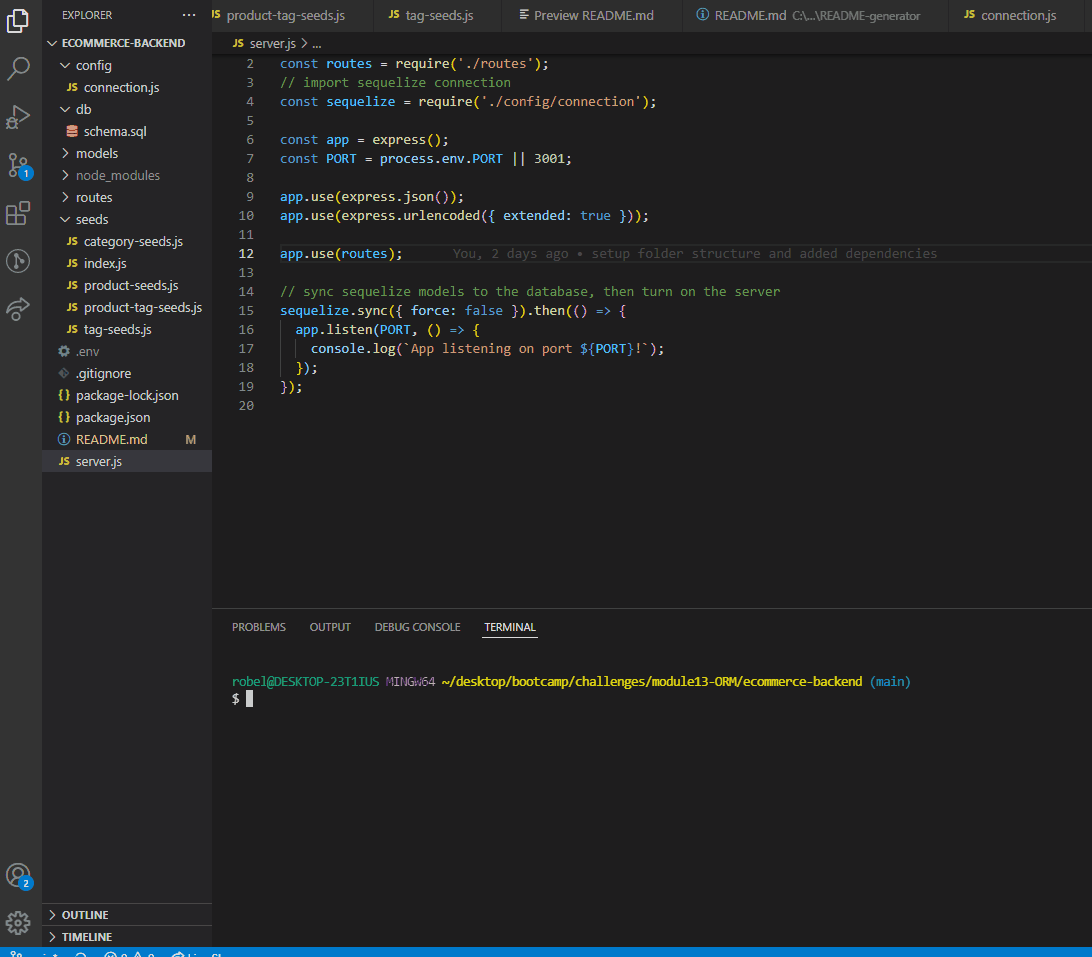 EXPLORER ···
JS product-tag-seeds.js JS tag-seeds.js Preview README.md README.md C:\...\README-generator JS connection.js
ECOMMERCE-BACKEND
JS server.js > ...
config
JS connection.js
db
schema.sql
models
node_modules
routes
seeds
JS category-seeds.js
JS index.js
JS product-seeds.js
JS product-tag-seeds.js
JS tag-seeds.js
.env
.gitignore
{} package-lock.json
{} package.json
README.md M
JS server.js
2 const routes = require('./routes');
3 // import sequelize connection
4 const sequelize = require('./config/connection');
5
6 const app = express();
7 const PORT = process.env.PORT || 3001;
8
9 app.use(express.json());
10 app.use(express.urlencoded({ extended: true }));
11
12 app.use(routes); You, 2 days ago • setup folder structure and added dependencies
13
14 // sync sequelize models to the database, then turn on the server
15 sequelize.sync({ force: false }).then(() => {
16 app.listen(PORT, () => {
17 console.log(`App listening on port ${PORT}!`);
18 });
19 });
20
1
PROBLEMS OUTPUT DEBUG CONSOLE TERMINAL
robel@DESKTOP-23T1IUS MINGW64 ~/desktop/bootcamp/challenges/module13-ORM/ecommerce-backend (main)
$
2
OUTLINE
TIMELINE